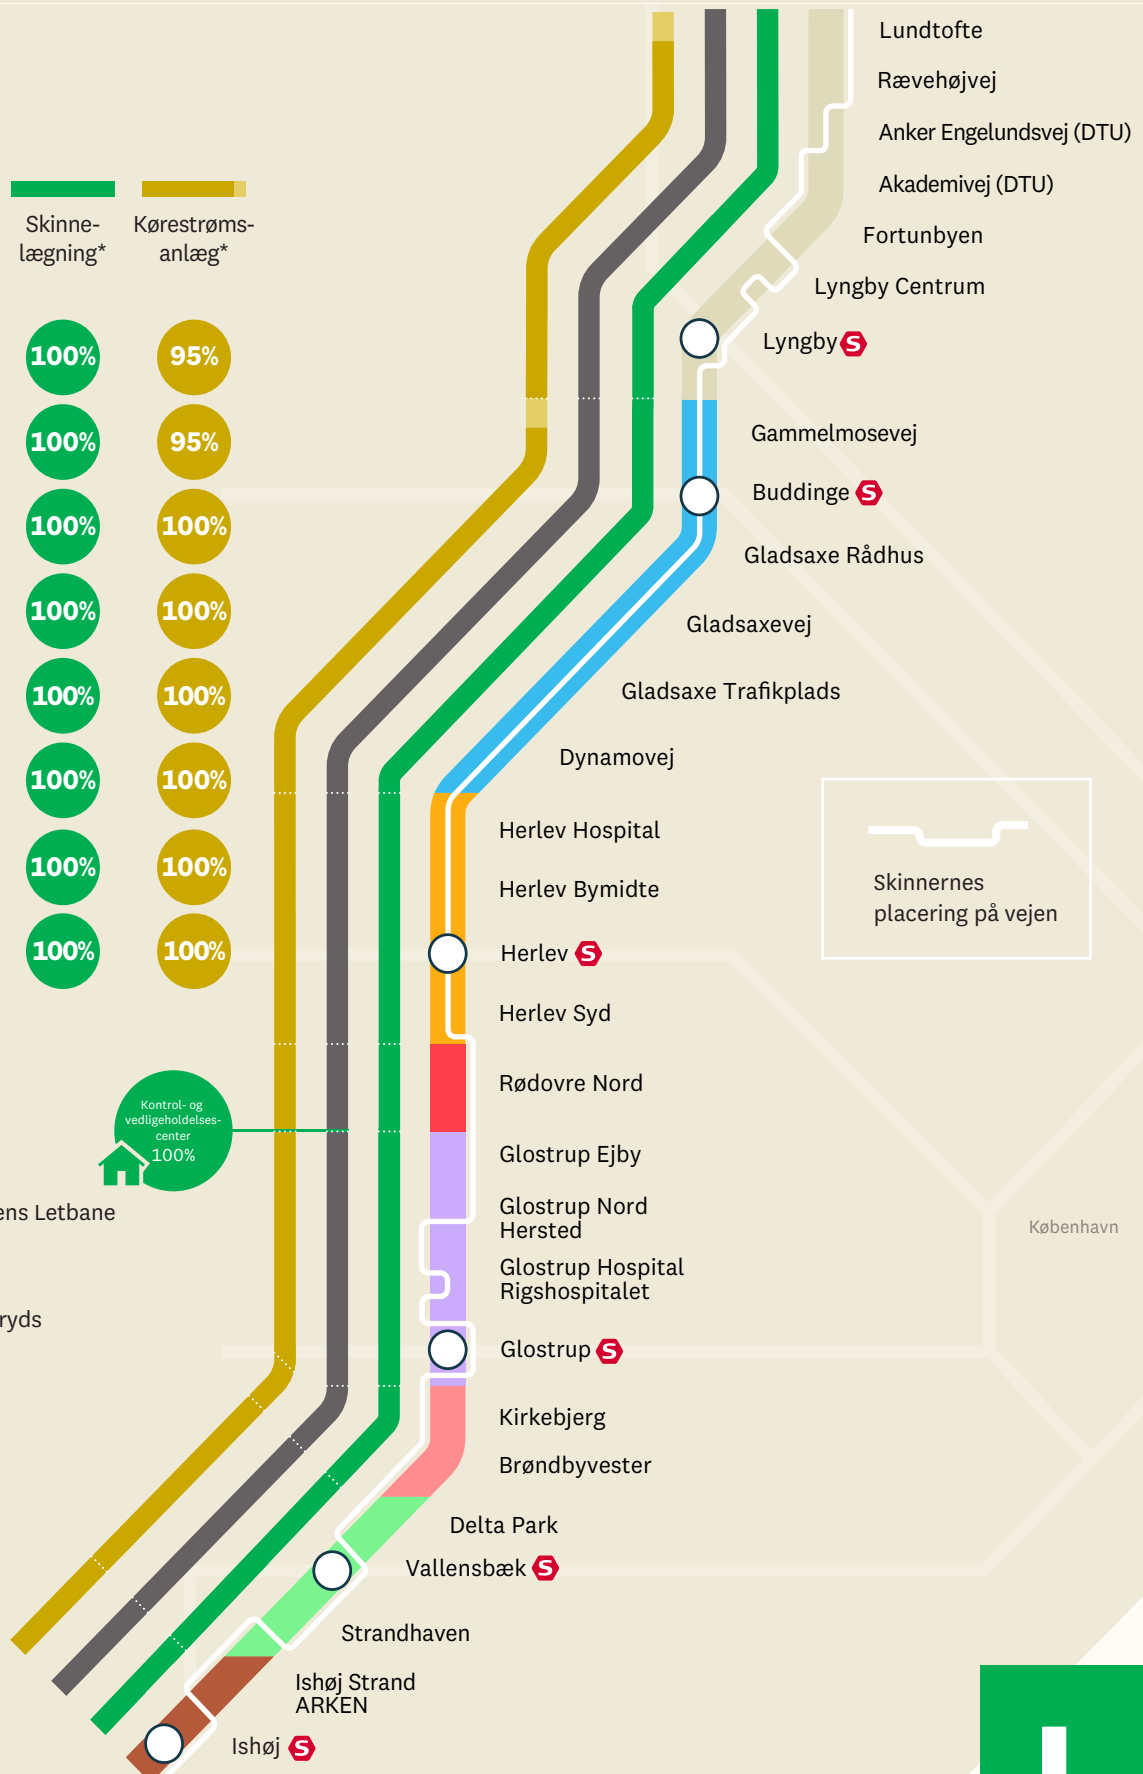 Lundtofte
Rævehøjvej
Anker Engelundsvej (DTU)
Akademivej (DTU)
Fortunbyen
Lyngby Centrum
Lyngby S
Gammelmosevej
Buddinge S
Gladsaxe Rådhus
Gladsaxevej
Gladsaxe Trafikplads
Dynamovej
Herlev Hospital
Herlev Bymidte
Herlev S
Herlev Syd
Rødovre Nord
Glostrup Ejby
Glostrup Nord
Hersted
Glostrup Hospital
Rigshospitalet
Glostrup S
Kirkebjerg
Brøndbyvester
Delta Park
Vallensbæk S
Strandhaven
Ishøj Strand
ARKEN
Ishøj S
Skinne-
lægning*
Kørestrøms-
anlæg*
100% 95%
100% 95%
100% 100%
100% 100%
100% 100%
100% 100%
100% 100%
100% 100%
Kontrol- og
vedligeholdelses-
center
100%
ens Letbane
ryds
Skinnernes
placering på vejen
København